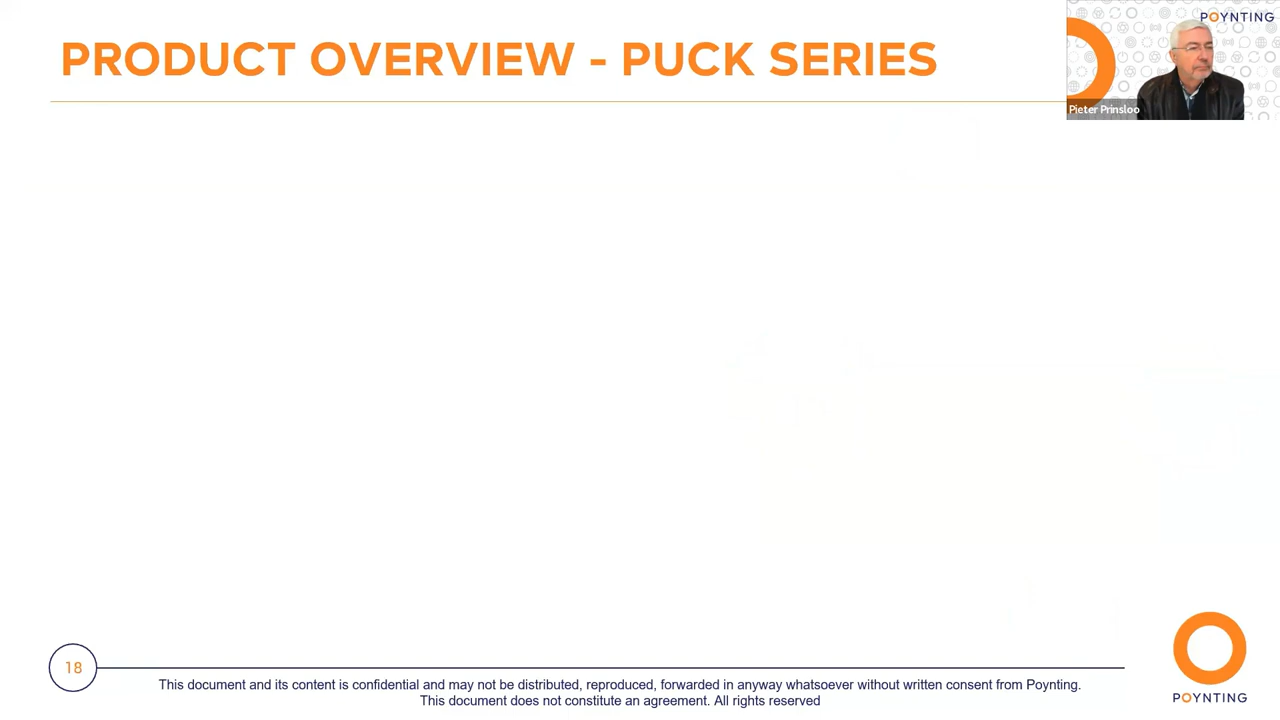 PRODUCT OVERVIEW - PUCK SERIES
POYNTING
Pieter Prinsloo
18
This document and its content is confidential and may not be distributed, reproduced, forwarded in anyway whatsoever without written consent from Poynting.
This document does not constitute an agreement. All rights reserved
POYNTING